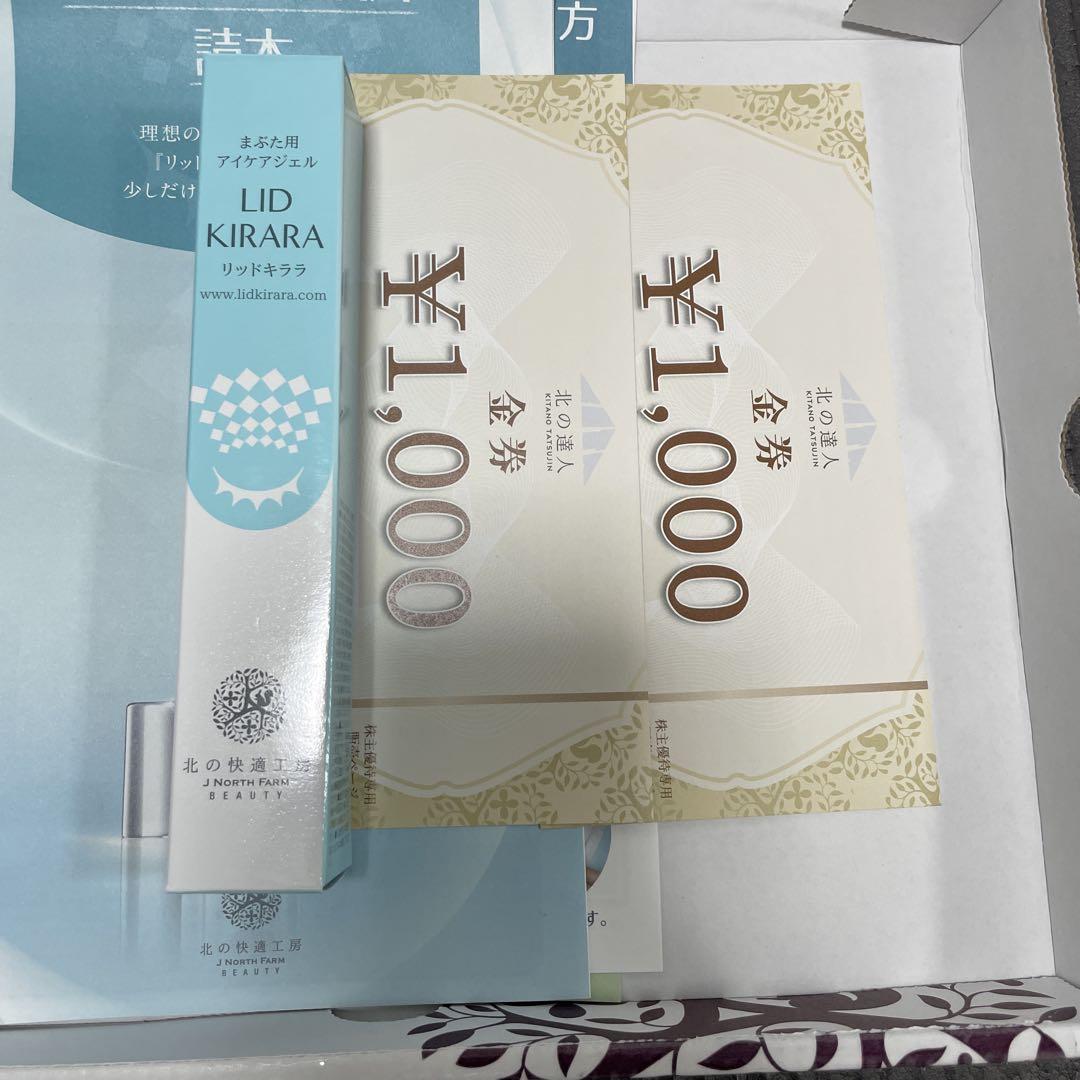 読本
方
理想の
『リッ
少しだけ
まぶた用
アイケアジェル
LID
KIRARA
リッドキララ
www.lidkirara.com
北の快適工房
J NORTH FARM
BEAUTY
北の快適工房
J NORTH FARM
BEAUTY
¥1,000
金券
北の達人
KITANO TATSUJIN
株主優待専用
¥1,000
金券
北の達人
KITANO TATSUJIN
株主優待専用
す。